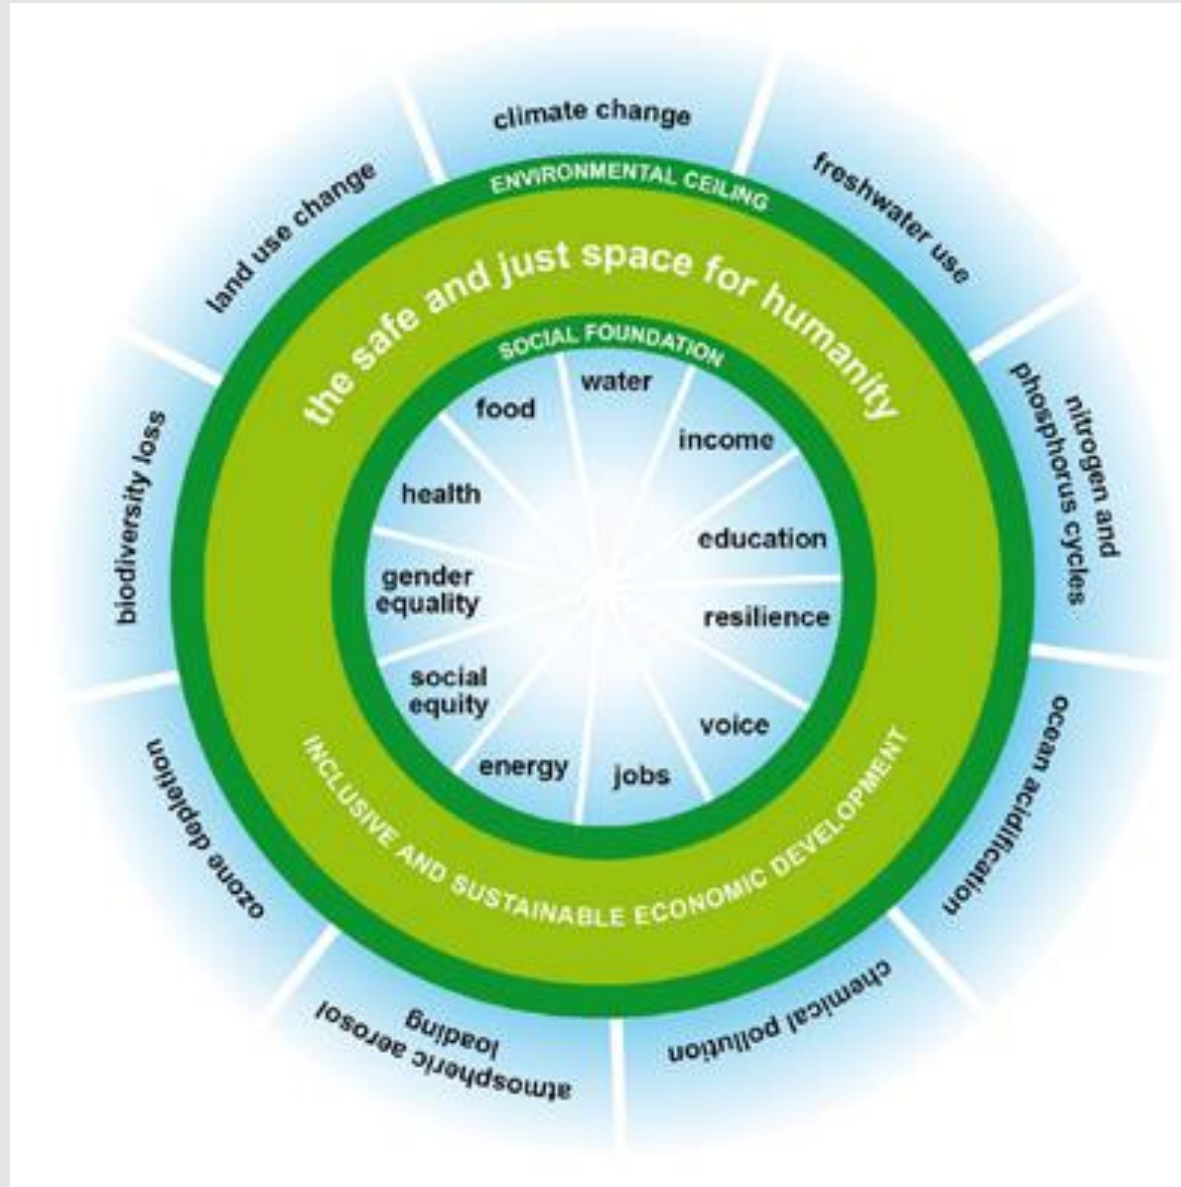 climate change
freshwater use
nitrogen and
phosphorus cycles
ocean acidification
chemical pollution
atmospheric aerosol
loading
ozone depletion
biodiversity loss
land use change
ENVIRONMENTAL CEILING
the safe and just space for humanity
SOCIAL FOUNDATION
water
income
education
resilience
voice
jobs
energy
social
equity
gender
equality
health
food
INCLUSIVE AND SUSTAINABLE ECONOMIC DEVELOPMENT